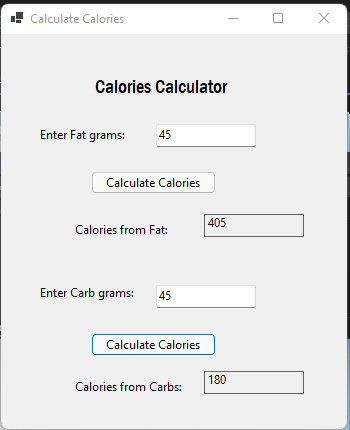 Calculate Calories
Calories Calculator
Enter Fat grams: 45
Calculate Calories
Calories from Fat: 405
Enter Carb grams: 45
Calculate Calories
Calories from Carbs: 180